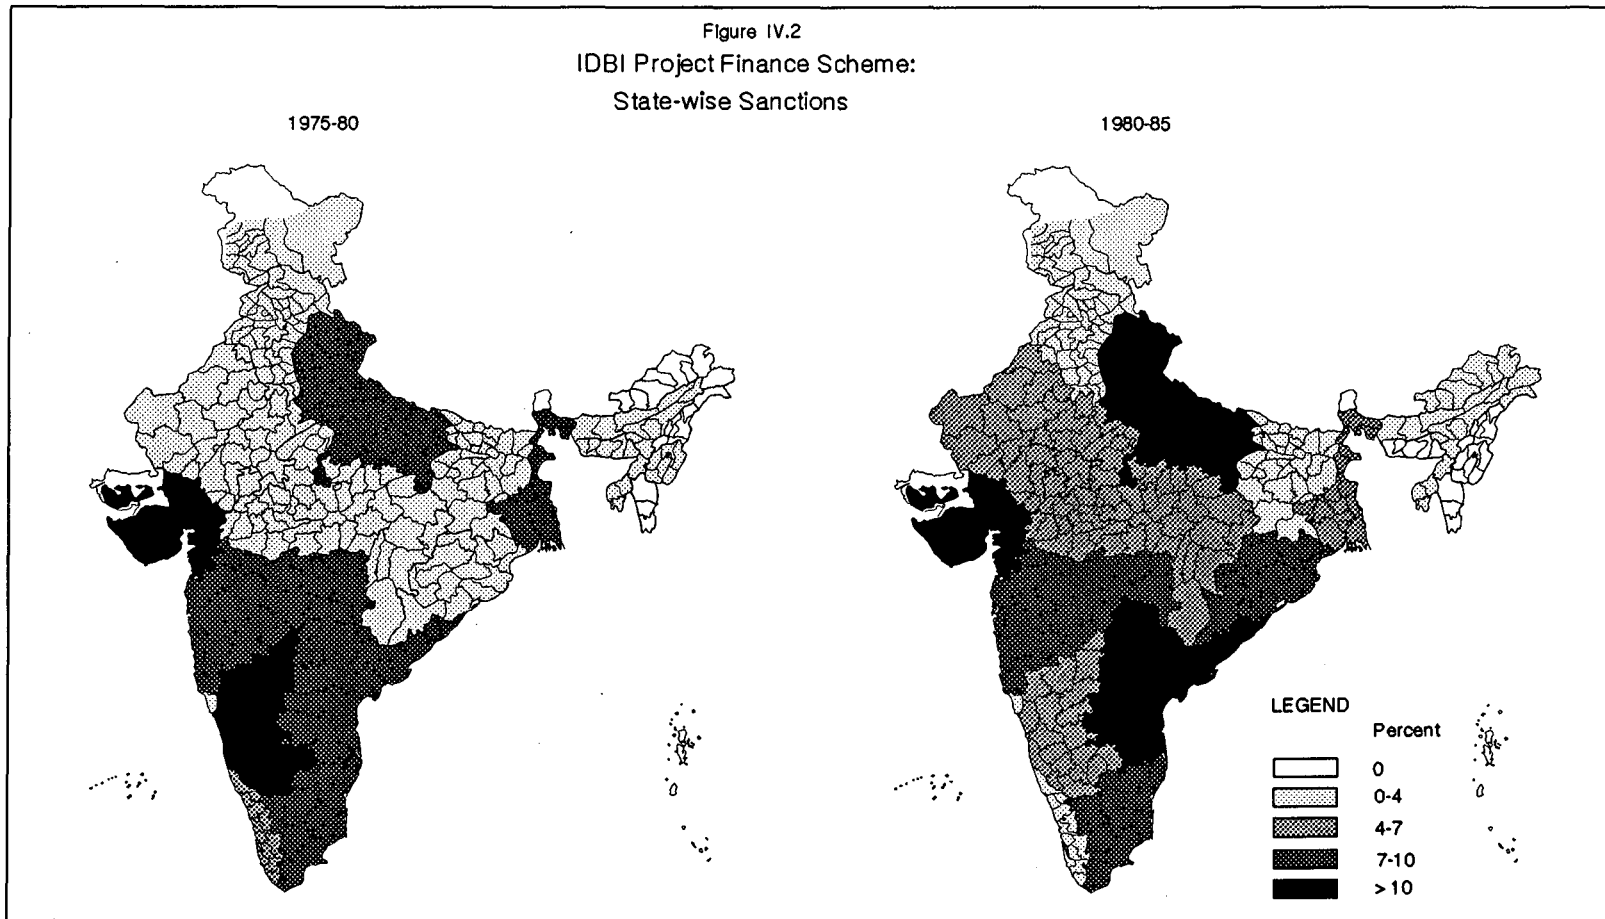 Figure IV.2
IDBI Project Finance Scheme:
State-wise Sanctions
1975-80
1980-85
LEGEND
Percent
0
0-4
4-7
7-10
>10